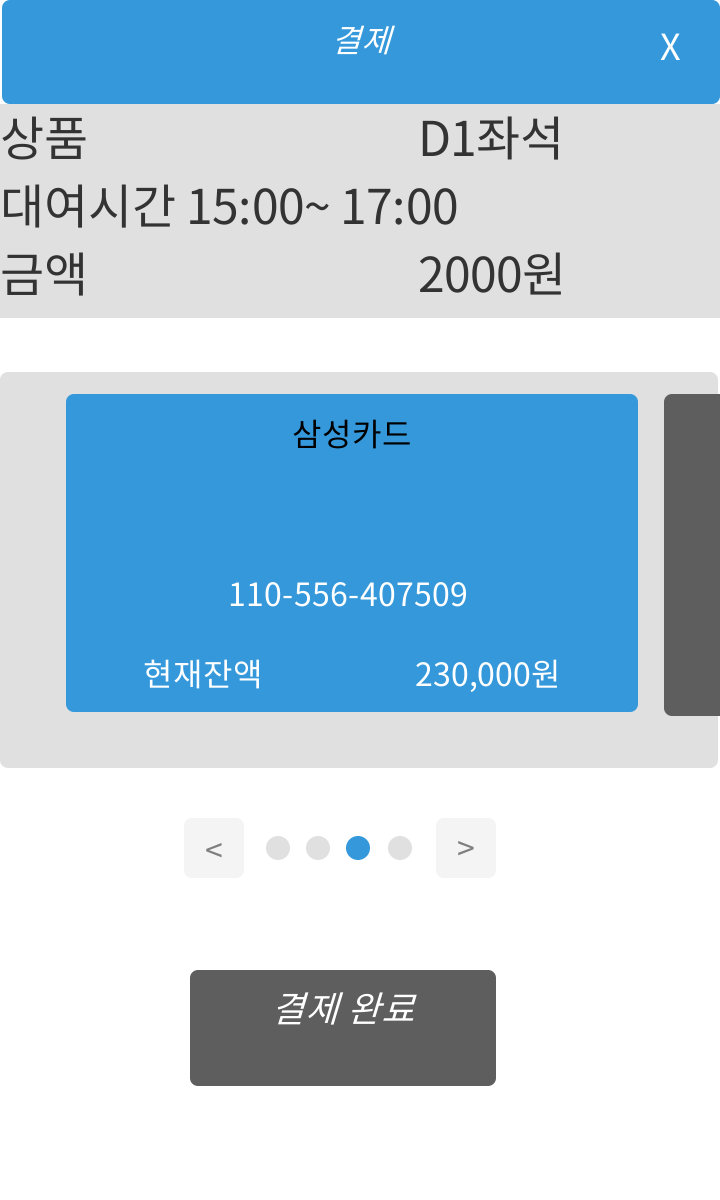 결제
X
상품 D1좌석
대여시간 15:00~ 17:00
금액 2000원
삼성카드
110-556-407509
현재잔액 230,000원
< >
결제 완료